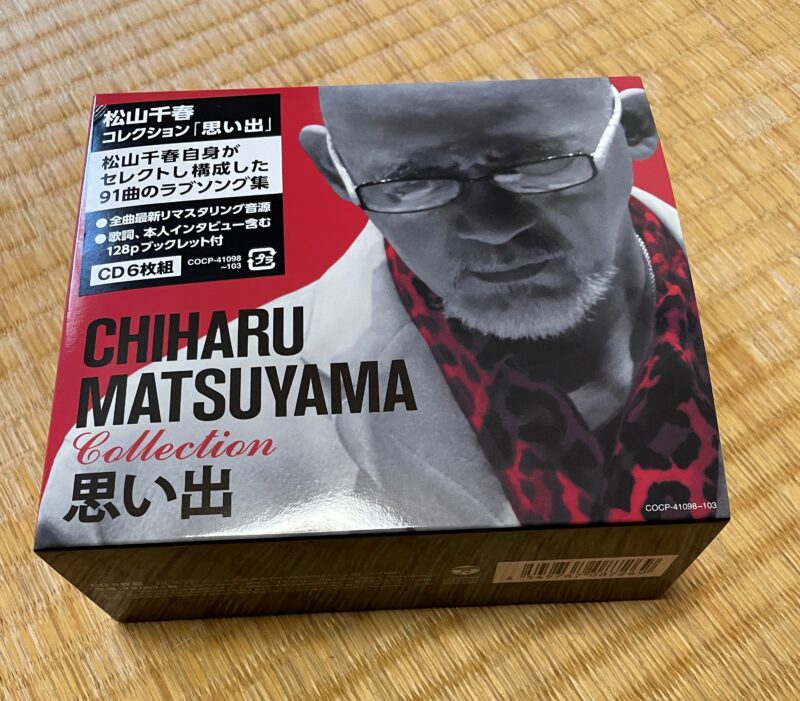 松山千春
コレクション「思い出」
松山千春自身が
セレクトし構成した
91曲のラブソング集
●全曲最新リマスタリング音源
●歌詞、本人インタビュー含む
128pブックレット付
CD6枚組
COCP-41098
~103
プラ
CHIHARU
MATSUYAMA
Collection
思い出
COCP-41098~103